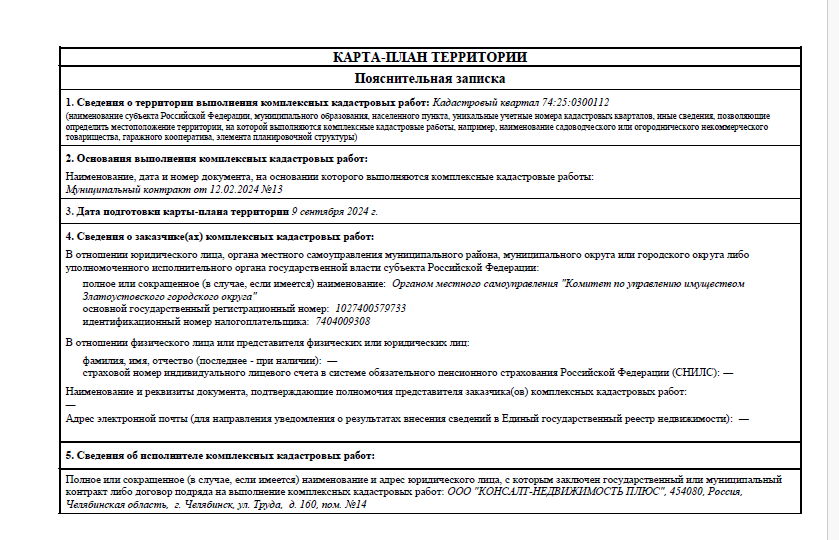 КАРТА-ПЛАН ТЕРРИТОРИИ
Пояснительная записка
1. Сведения о территории выполнения комплексных кадастровых работ: Кадастровый квартал 74:25:0300112
(наименование субъекта Российской Федерации, муниципального образования, населенного пункта, уникальные учетные номера кадастровых кварталов, иные сведения, позволяющие
определить местоположение территории, на которой выполняются комплексные кадастровые работы, например, наименование садоводческого или огороднического некоммерческого
товарищества, гаражного кооператива, элемента планировочной структуры)
2. Основания выполнения комплексных кадастровых работ:
Наименование, дата и номер документа, на основании которого выполняются комплексные кадастровые работы:
Муниципальный контракт от 12.02.2024 №13
3. Дата подготовки карты-плана территории 9 сентября 2024 г.
4. Сведения о заказчике(ах) комплексных кадастровых работ:
В отношении юридического лица, органа местного самоуправления муниципального района, муниципального округа или городского округа либо
уполномоченного исполнительного органа государственной власти субъекта Российской Федерации:
полное или сокращенное (в случае, если имеется) наименование: Органом местного самоуправления "Комитет по управлению имуществом
Златоустовского городского округа"
основной государственный регистрационный номер: 1027400579733
идентификационный номер налогоплательщика: 7404009308
В отношении физического лица или представителя физических или юридических лиц:
фамилия, имя, отчество (последнее - при наличии): —
страховой номер индивидуального лицевого счета в системе обязательного пенсионного страхования Российской Федерации (СНИЛС): —
Наименование и реквизиты документа, подтверждающие полномочия представителя заказчика(ов) комплексных кадастровых работ:
—
Адрес электронной почты (для направления уведомления о результатах внесения сведений в Единый государственный реестр недвижимости): —
5. Сведения об исполнителе комплексных кадастровых работ:
Полное или сокращенное (в случае, если имеется) наименование и адрес юридического лица, с которым заключен государственный или муниципальный
контракт либо договор подряда на выполнение комплексных кадастровых работ: ООО "КОНСАЛТ-НЕДВИЖИМОСТЬ ПЛЮС", 454080, Россия,
Челябинская область, г. Челябинск, ул. Труда, д. 160, пом. №14